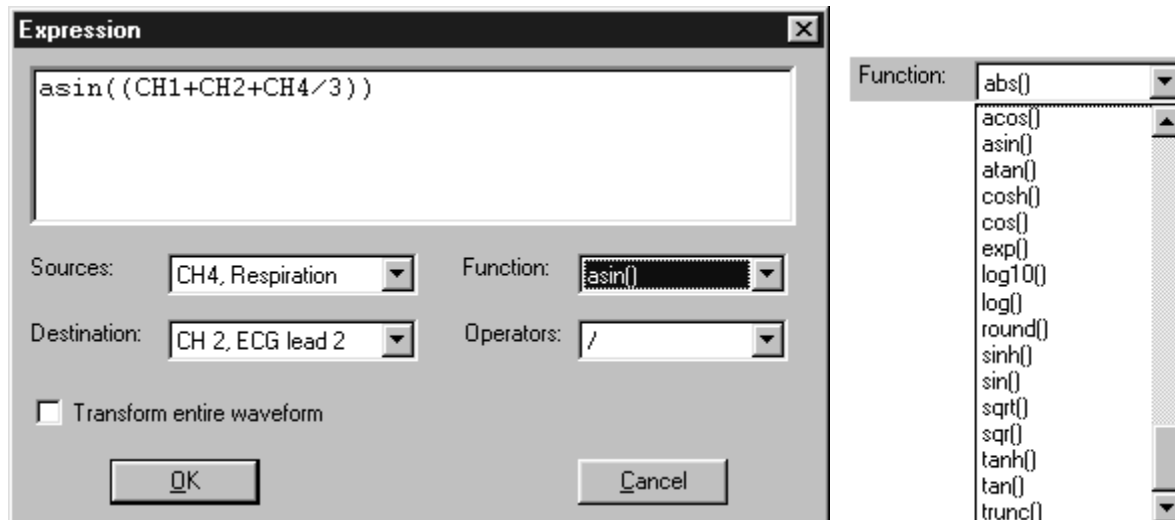 Expression
asin((CH1+CH2+CH4/3))
Sources:
CH4, Respiration
Function:
asin()
Destination:
CH 2, ECG lead 2
Operators:
/
Transform entire waveform
OK
Cancel
Function:
abs()
acos()
asin()
atan()
cosh()
cos()
exp()
log10()
log()
round()
sinh()
sin()
sqrt()
sqr()
tanh()
tan()
trunc()